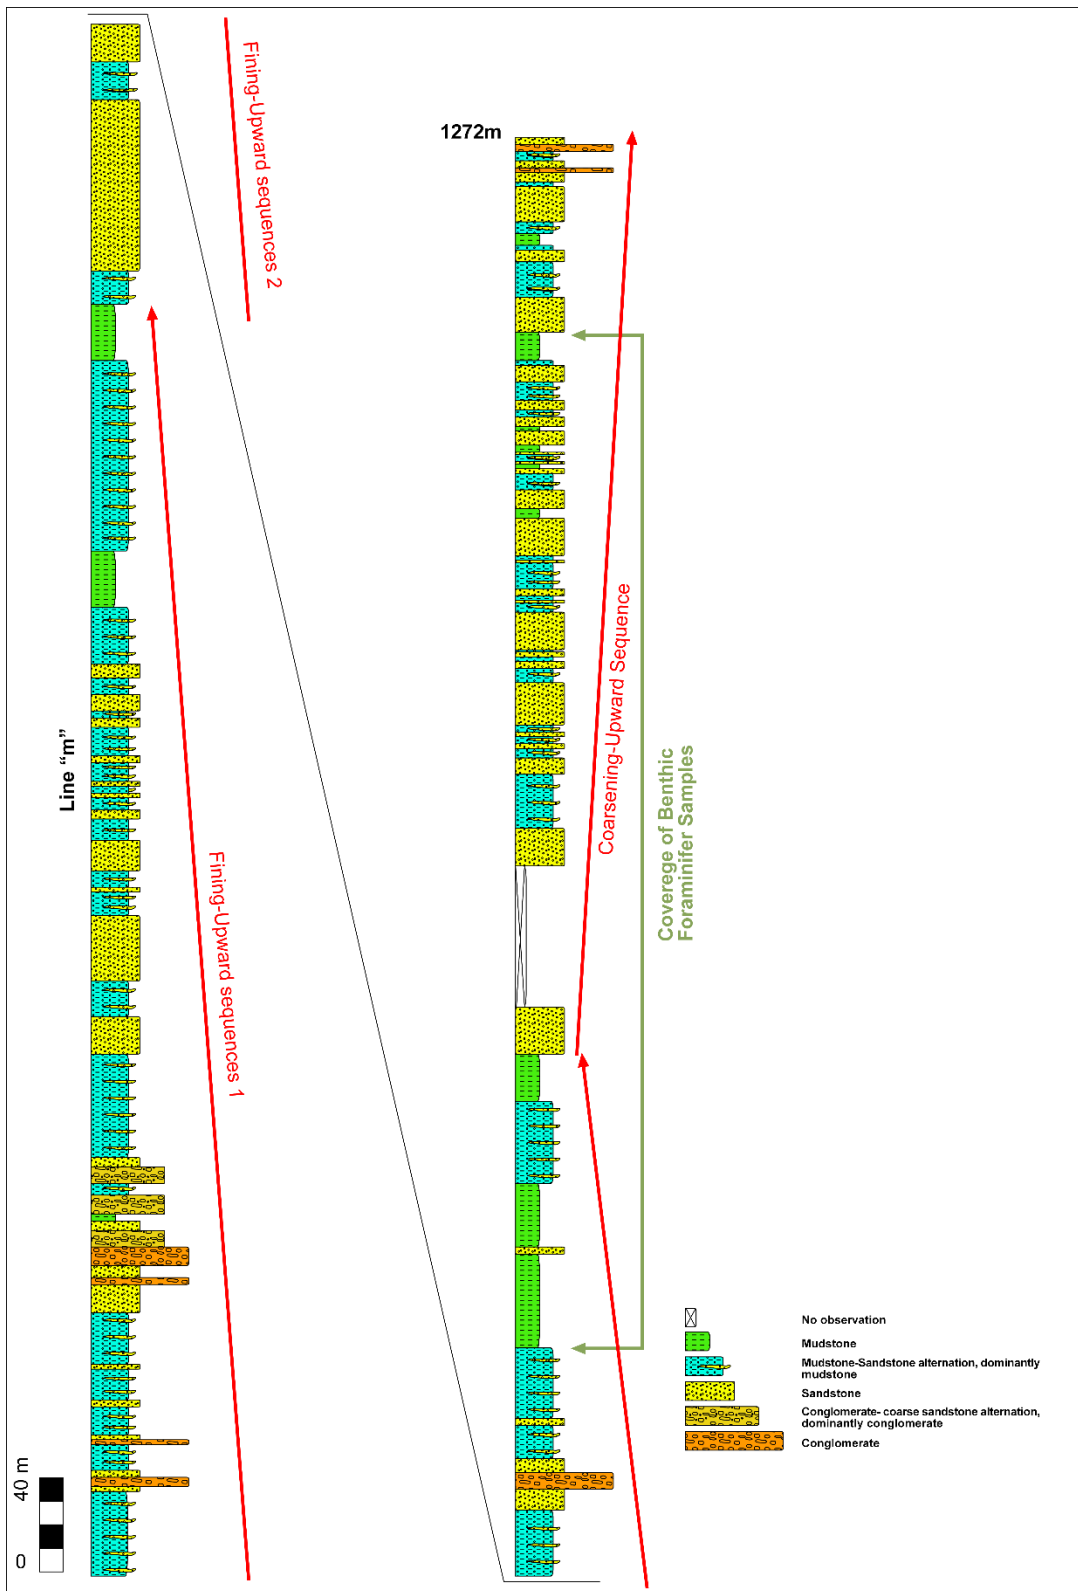 Fining-Upward sequences 2
1272m
Line “m”
Fining-Upward sequences 1
Coarsening-Upward Sequence
Coverege of Benthic
Foraminifer Samples
40 m
0
No observation
Mudstone
Mudstone-Sandstone alternation, dominantly
mudstone
Sandstone
Conglomerate- coarse sandstone alternation,
dominantly conglomerate
Conglomerate